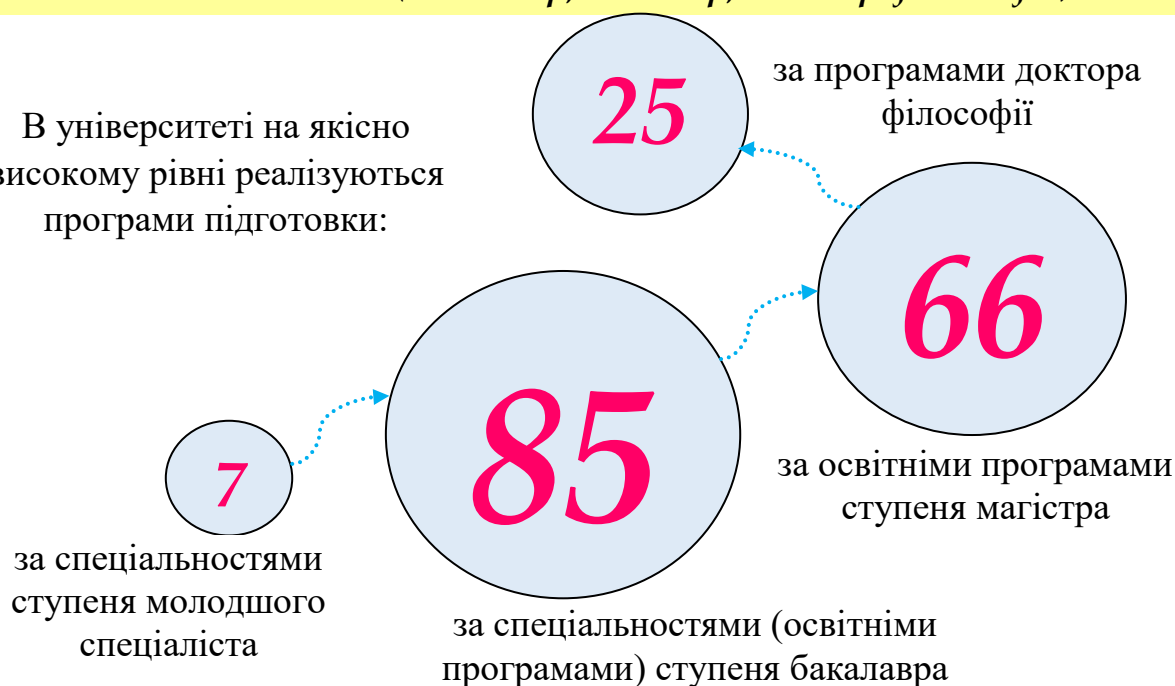 В університеті на якісно
високому рівні реалізуються
програми підготовки:
25
за програмами доктора
філософії
66
за освітніми програмами
ступеня магістра
85
за спеціальностями (освітніми
програмами) ступеня бакалавра
7
за спеціальностями
ступеня молодшого
спеціаліста